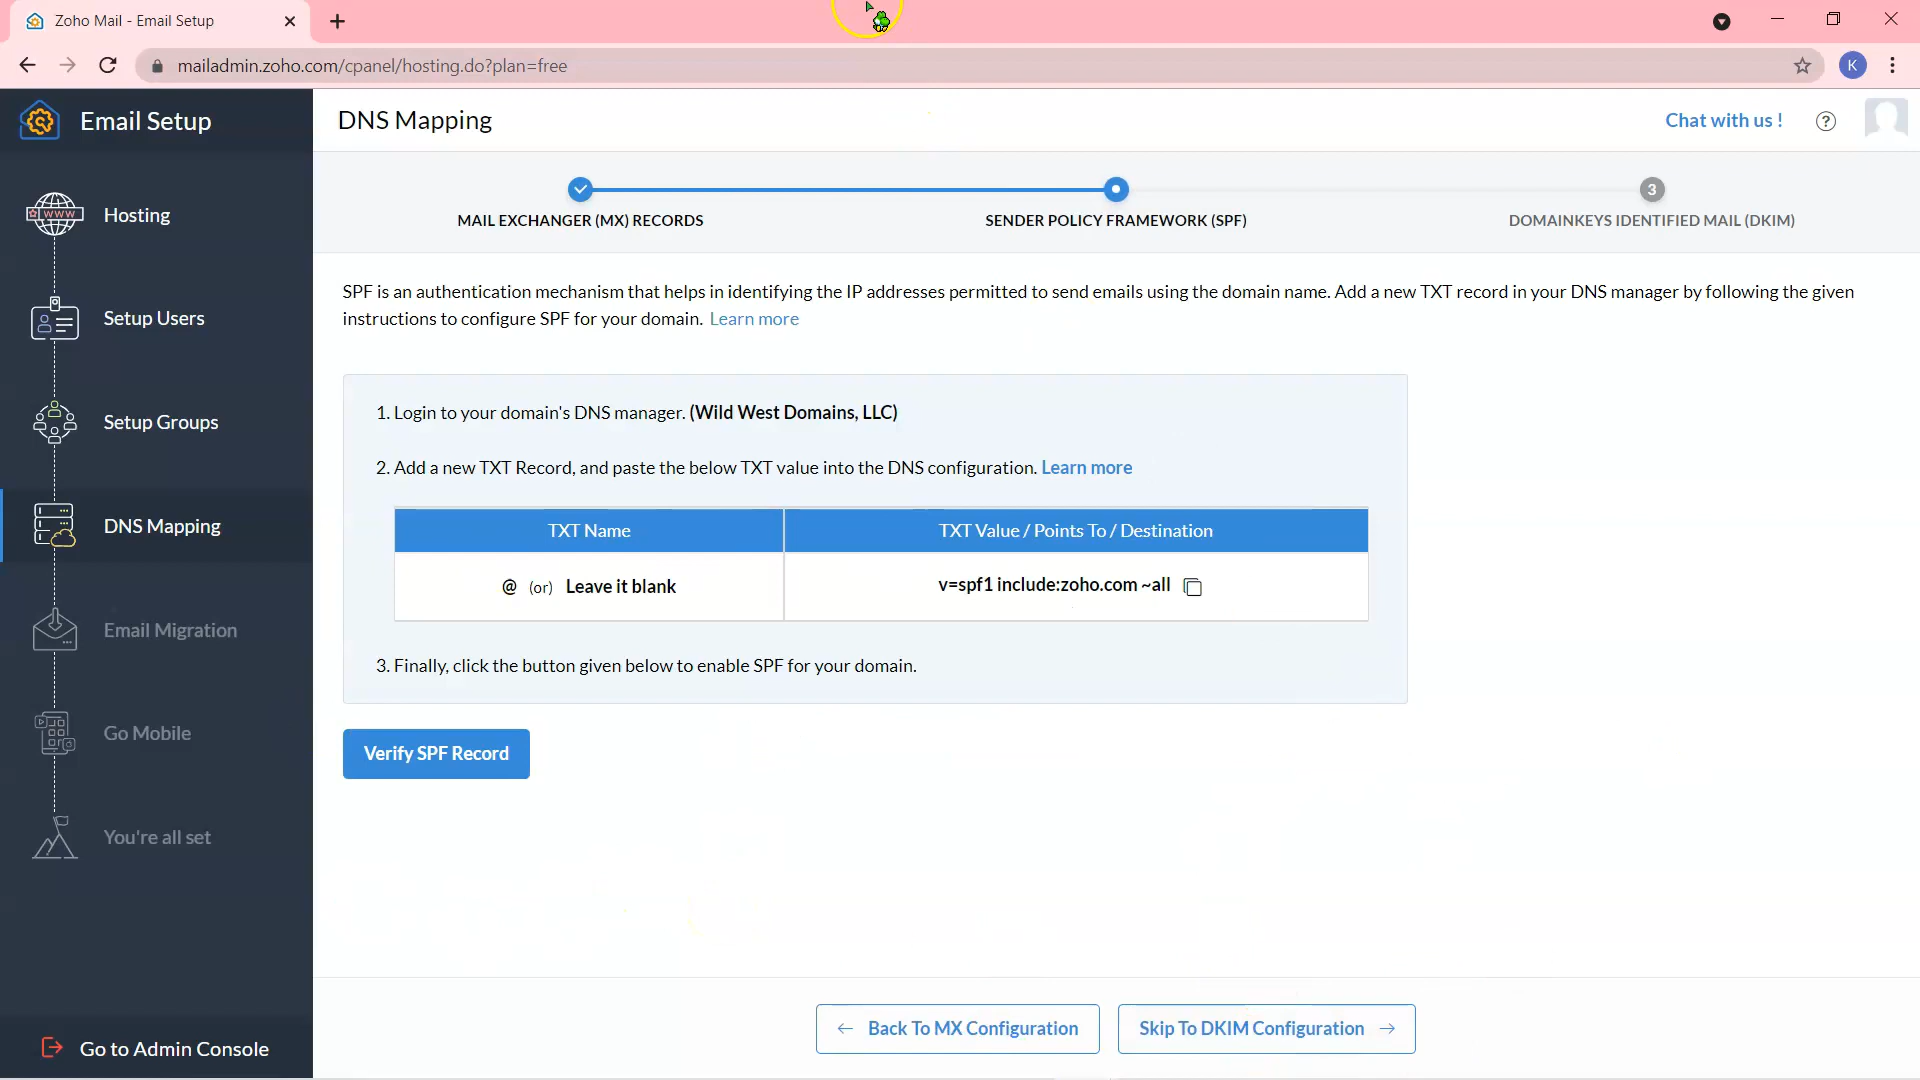 Zoho Mail - Email Setup
mailadmin.zoho.com/cpanel/hosting.do?plan=free
K
Email Setup
DNS Mapping
Chat with us !
?
3
MAIL EXCHANGER (MX) RECORDS
SENDER POLICY FRAMEWORK (SPF)
DOMAINKEYS IDENTIFIED MAIL (DKIM)
WWW
Hosting
Setup Users
Setup Groups
DNS Mapping
Email Migration
Go Mobile
You're all set
Go to Admin Console
SPF is an authentication mechanism that helps in identifying the IP addresses permitted to send emails using the domain name. Add a new TXT record in your DNS manager by following the given
instructions to configure SPF for your domain. Learn more
1. Login to your domain's DNS manager. (Wild West Domains, LLC)
2. Add a new TXT Record, and paste the below TXT value into the DNS configuration. Learn more
TXT Name
TXT Value / Points To / Destination
@ (or) Leave it blank
v=spf1 include:zoho.com ~all
3. Finally, click the button given below to enable SPF for your domain.
Verify SPF Record
Back To MX Configuration
Skip To DKIM Configuration